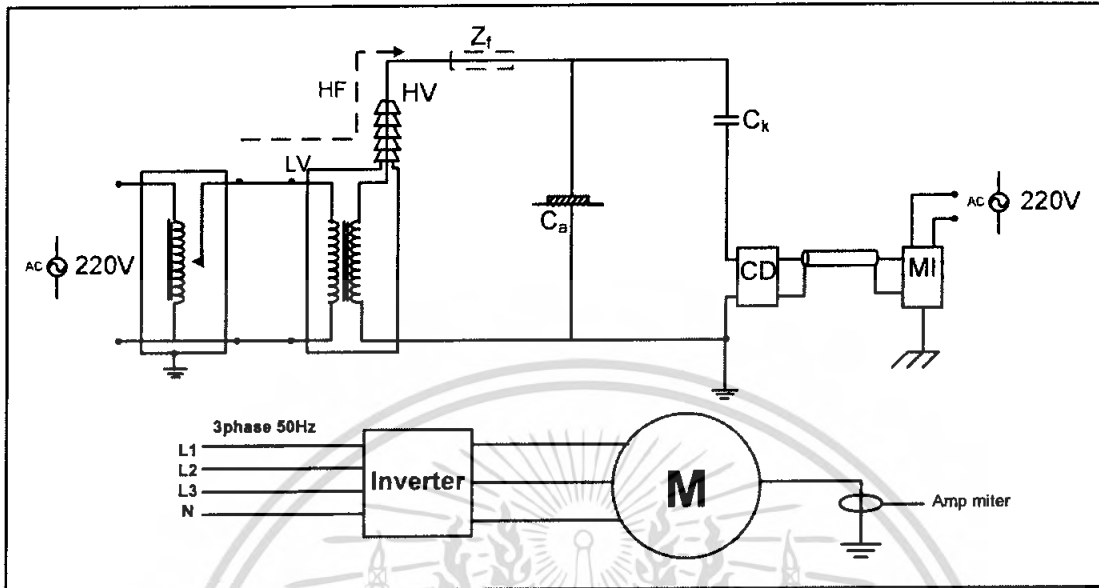 Z_f
HF
HV
C_k
LV
C_a
AC 220V
AC 220V
CD
MI
3phase 50Hz
L1
L2
L3
N
Inverter
M
Amp miter